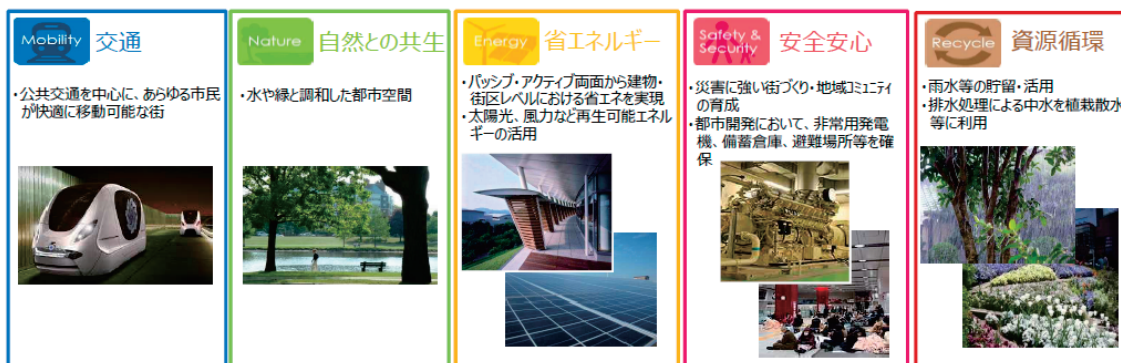 Mobility 交通
・公共交通を中心に、あらゆる市民
が快適に移動可能な街
Nature 自然との共生
・水や緑と調和した都市空間
Energy 省エネルギー
・パッシブ・アクティブ両面から建物・
街区レベルにおける省エネを実現
・太陽光、風力など再生可能エネル
ギーの活用
Safety &
Security 安全安心
・災害に強い街づくり・地域コミュニティ
の育成
・都市開発において、非常用発電
機、備蓄倉庫、避難場所等を確
保
Recycle 資源循環
・雨水等の貯留・活用
・排水処理による中水を植栽散水
等に利用